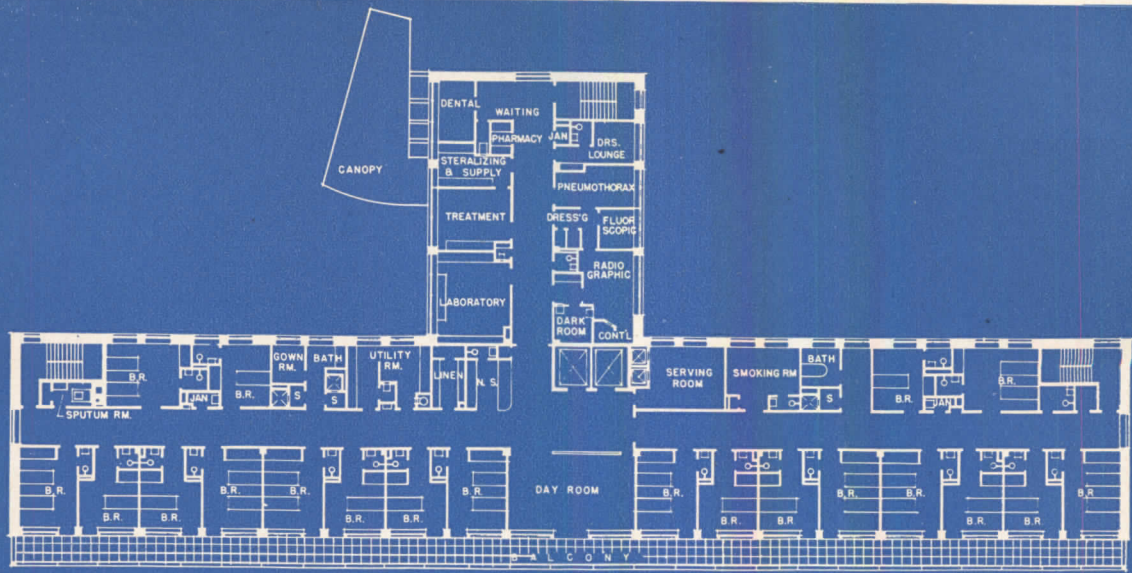 DENTAL
WAITING
PHARMACY
JAN.
DRS.
LOUNGE
CANOPY
STERALIZING
& SUPPLY
PNEUMOTHORAX
TREATMENT
DRESS'G
FLUOR
SCOPIC
RADIO
GRAPHIC
LABORATORY
DARK
ROOM
CONT'L
B.R.
JAN
B.R.
GOWN
RM.
S
BATH
S
UTILITY
RM.
LINEN
N.S.
SERVING
ROOM
SMOKING RM
BATH
S
B.R.
JAN
B.R.
SPUTUM RM.
B.R.
B.R.
B.R.
B.R.
B.R.
B.R.
B.R.
B.R.
DAY ROOM
B.R.
B.R.
B.R.
B.R.
B.R.
B.R.
B.R.
B.R
BALCONY